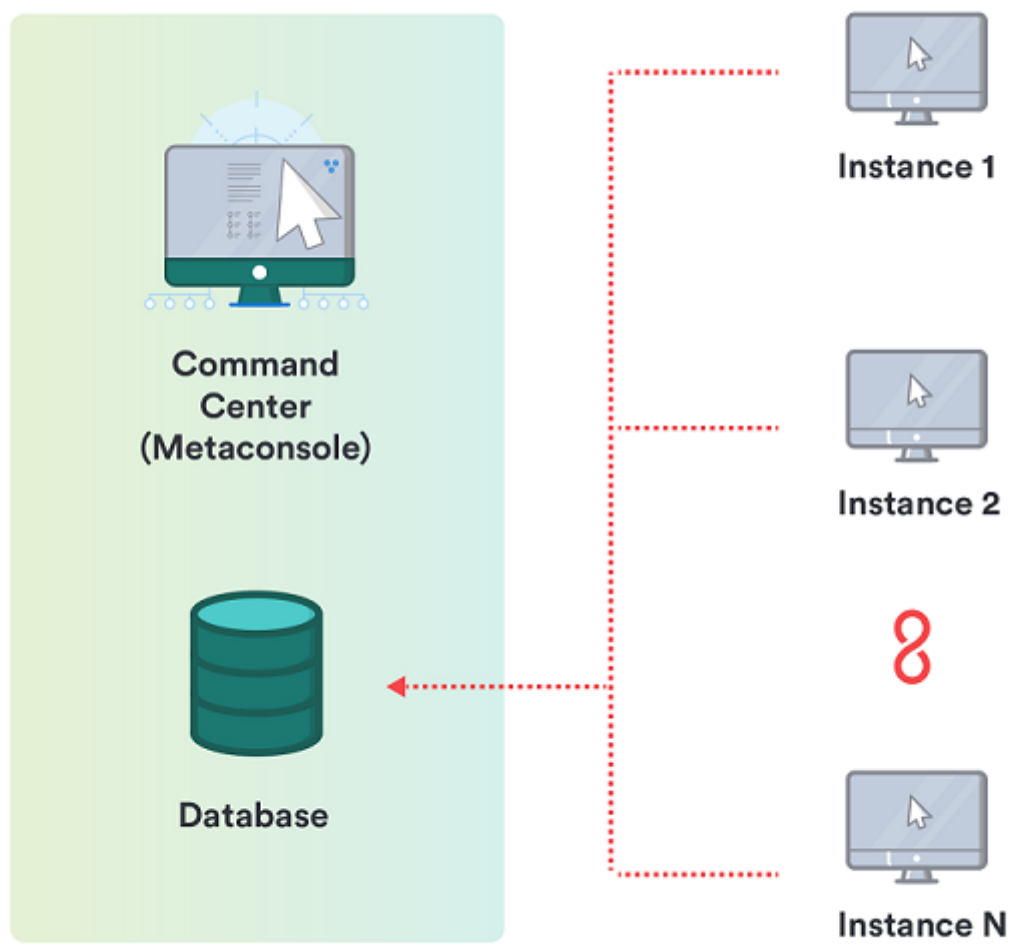 Command
Center
(Metaconsole)
Database
Instance 1
Instance 2
Instance N